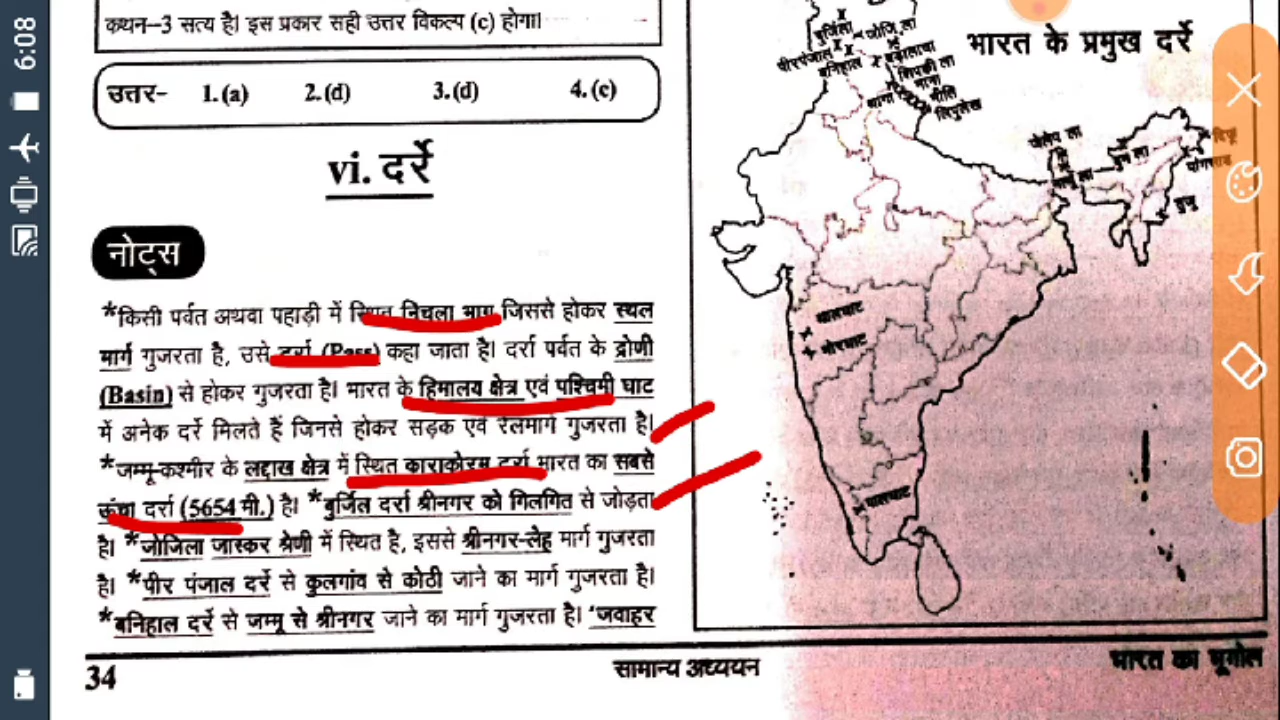 6:08
कथन–3 सत्य है। इस प्रकार सही उत्तर विकल्प (c) होगा।
उत्तर– 1.(a) 2.(d) 3.(d) 4.(c)
vi. दर्रे
नोट्स
*किसी पर्वत अथवा पहाड़ी में स्थित निचला भाग जिससे होकर स्थल
मार्ग गुजरता है, उसे दर्रा (Pass) कहा जाता है। दर्रा पर्वत के द्रोणी
(Basin) से होकर गुजरता है। भारत के हिमालय क्षेत्र एवं पश्चिमी घाट
में अनेक दर्रे मिलते हैं जिनसे होकर सड़क एवं रेलमार्ग गुजरता है।
*जम्मू-कश्मीर के लद्दाख क्षेत्र में स्थित काराकोरम दर्रा भारत का सबसे
ऊंचा दर्रा (5654 मी.) है। *बुर्जिल दर्रा श्रीनगर को गिलगित से जोड़ता
है। *जोजिला जास्कर श्रेणी में स्थित है, इससे श्रीनगर-लेह मार्ग गुजरता
है। *पीर पंजाल दर्रे से कुलगांव से कोठी जाने का मार्ग गुजरता है।
*बनिहाल दर्रे से जम्मू से श्रीनगर जाने का मार्ग गुजरता है। 'जवाहर
भारत के प्रमुख दर्रे
बुर्जिला
जोजि ला
पीरपंजाल
बनिहाल
बड़ालाचा
शिपकी ला
माना
नीति
थागा
लिपुलेख
जेलेप ला
नाथू ला
बुम ला
दिफू
पांगसाड
तुजू
थालघाट
भोरघाट
पालघाट
34
सामान्य अध्ययन
भारत का भूगोल